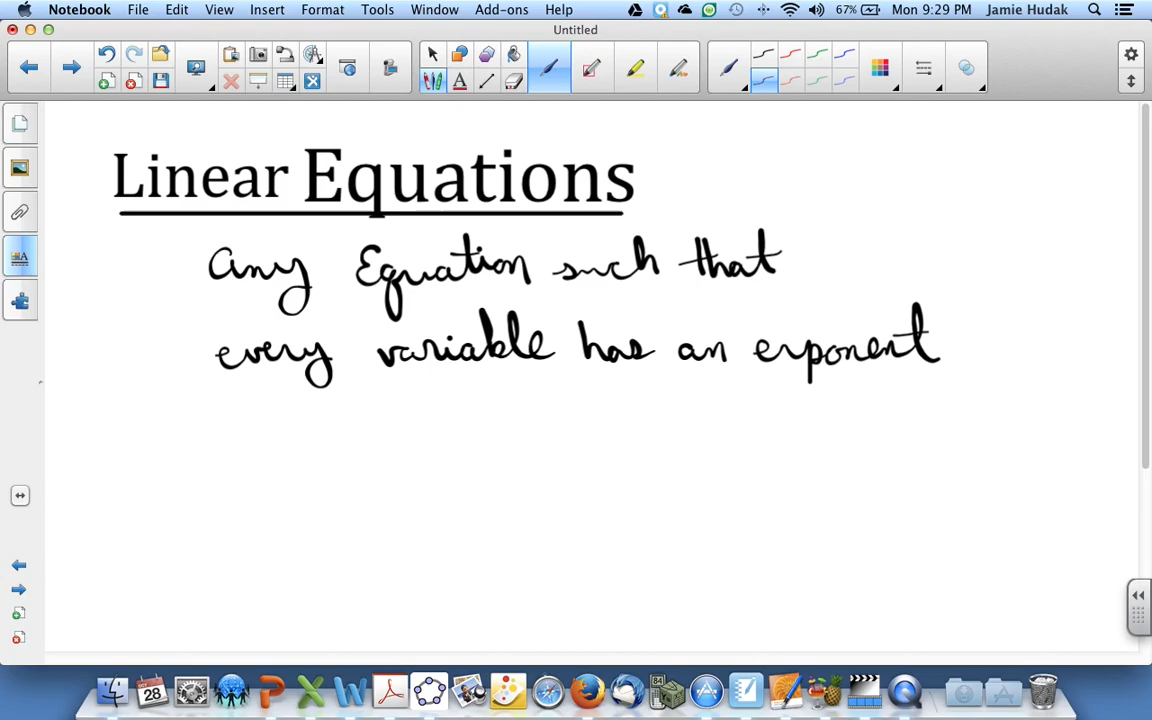 Notebook File Edit View Insert Format Tools Window Add-ons Help 67% Mon 9:29 PM Jamie Hudak
Untitled
Linear Equations
any Equation such that
every variable has an exponent